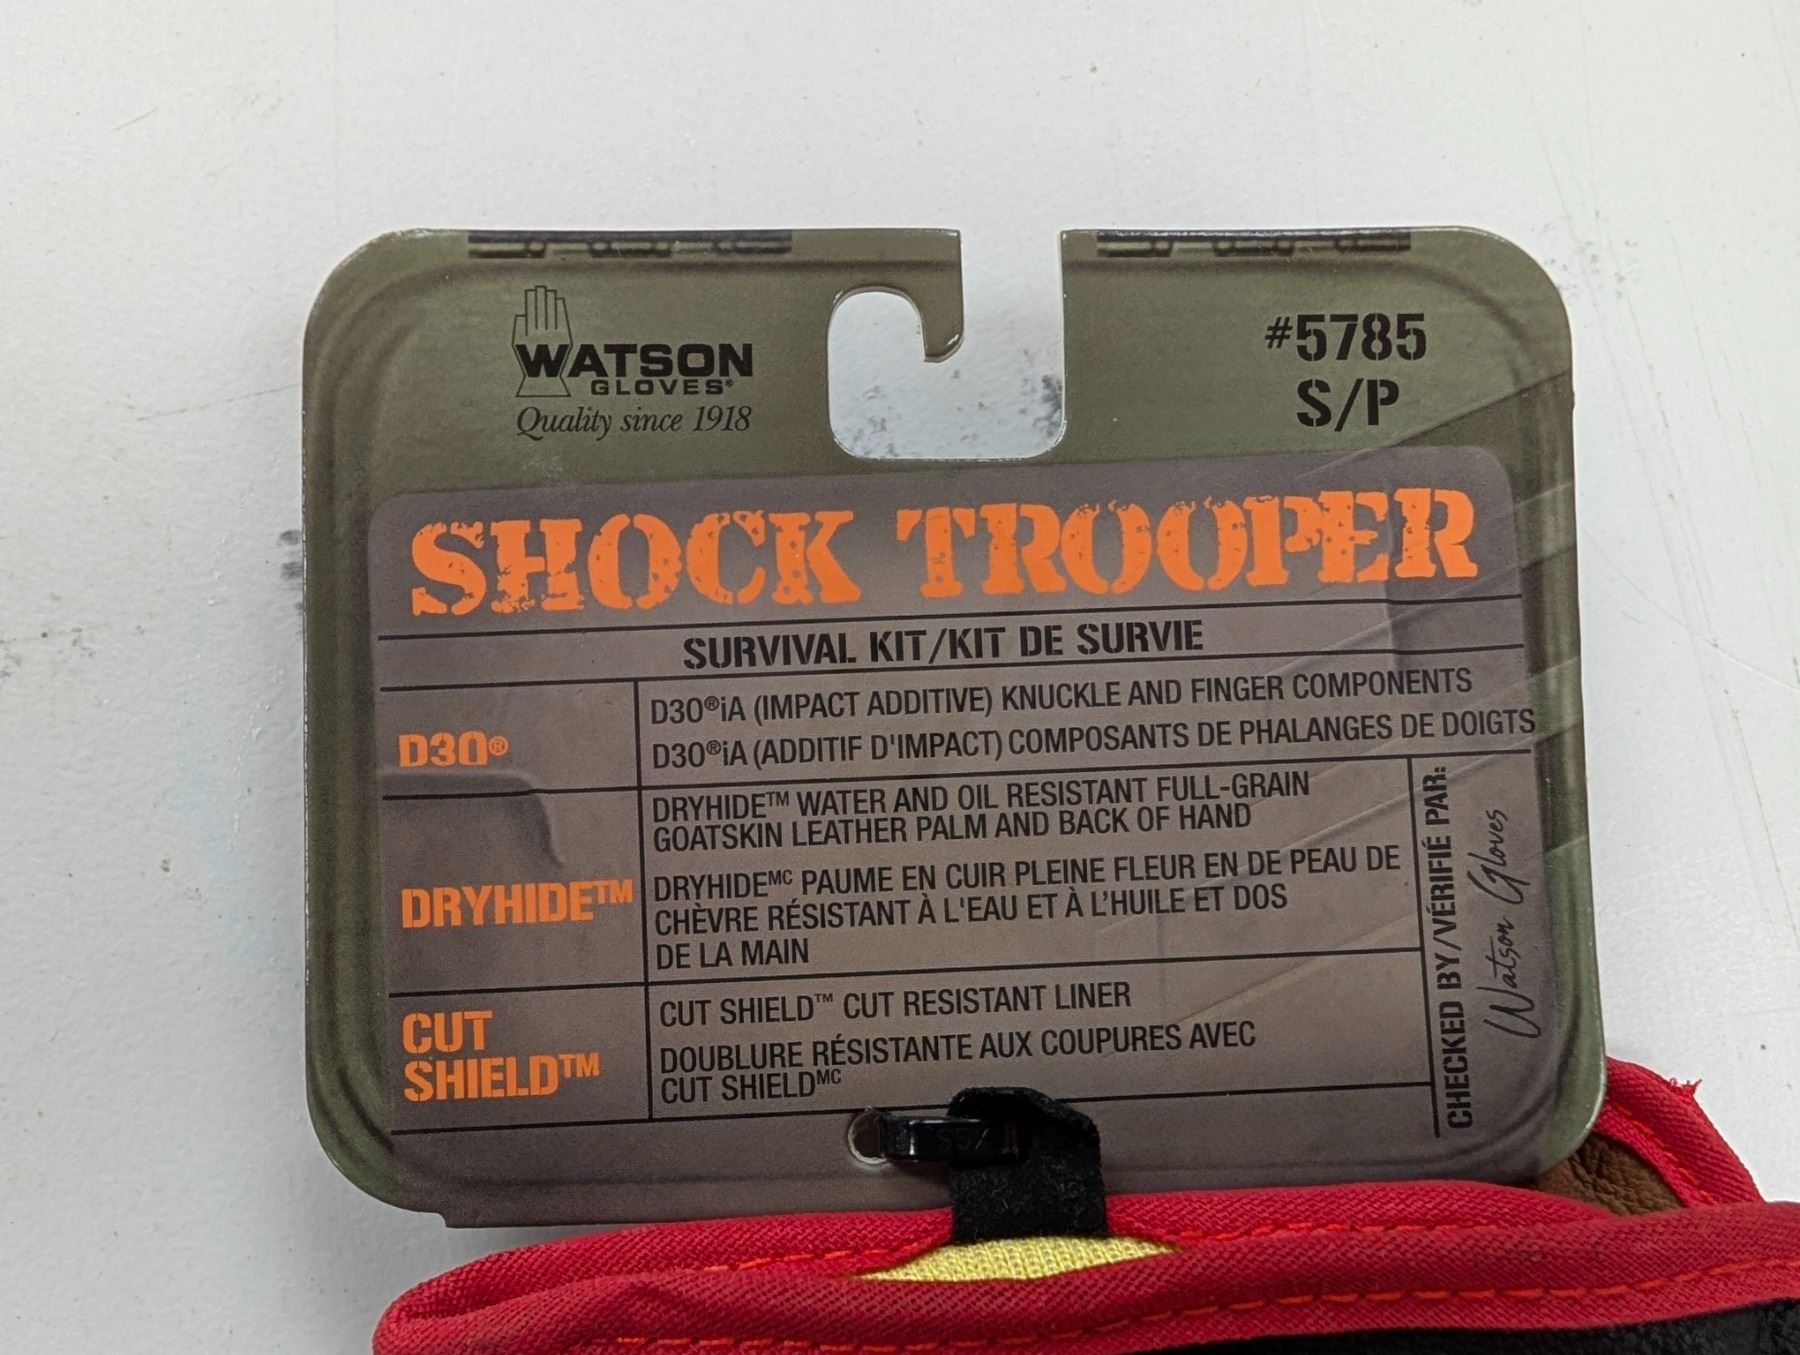 WATSON
GLOVES®
Quality since 1918
#5785
S/P
SHOCK TROOPER
SURVIVAL KIT/KIT DE SURVIE
D3O®
D3O®iA (IMPACT ADDITIVE) KNUCKLE AND FINGER COMPONENTS
D3O®iA (ADDITIF D'IMPACT) COMPOSANTS DE PHALANGES DE DOIGTS
DRYHIDE™
DRYHIDE™ WATER AND OIL RESISTANT FULL-GRAIN
GOATSKIN LEATHER PALM AND BACK OF HAND
DRYHIDEᴹᶜ PAUME EN CUIR PLEINE FLEUR EN DE PEAU DE
CHÈVRE RÉSISTANT À L'EAU ET À L'HUILE ET DOS
DE LA MAIN
CUT
SHIELD™
CUT SHIELD™ CUT RESISTANT LINER
DOUBLURE RÉSISTANTE AUX COUPURES AVEC
CUT SHIELDᴹᶜ
CHECKED BY/VÉRIFIÉ PAR:
Watson Gloves